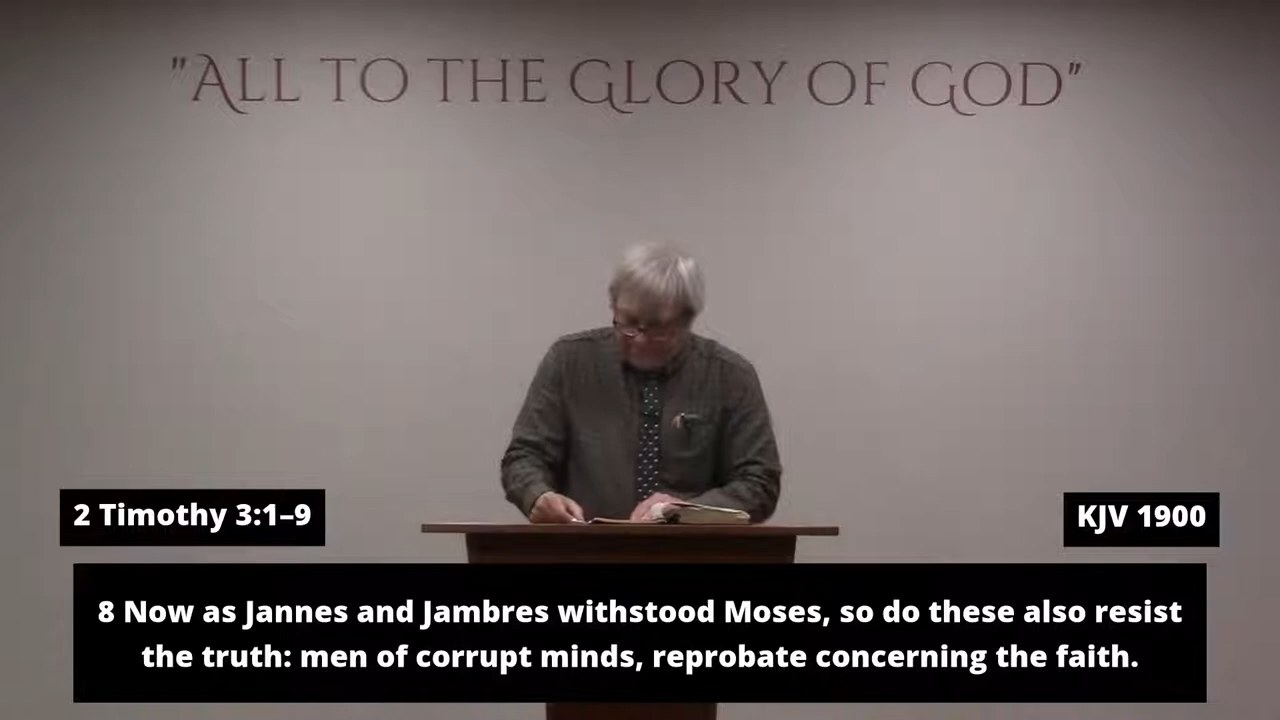 "ALL TO THE GLORY OF GOD"
2 Timothy 3:1–9
KJV 1900
8 Now as Jannes and Jambres withstood Moses, so do these also resist
the truth: men of corrupt minds, reprobate concerning the faith.